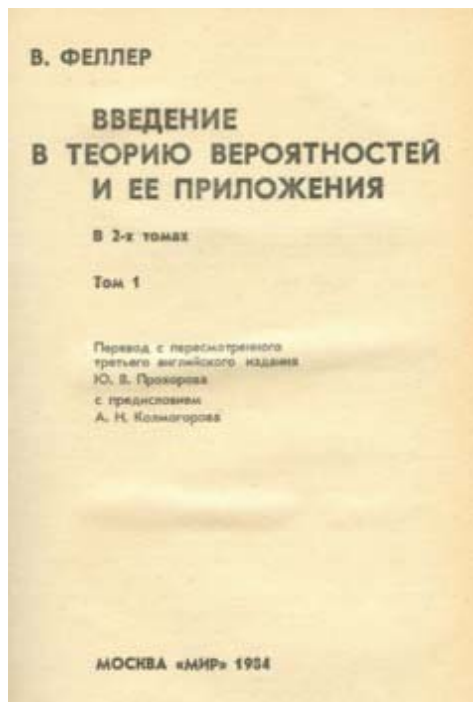 В. ФЕЛЛЕР
ВВЕДЕНИЕ
В ТЕОРИЮ ВЕРОЯТНОСТЕЙ
И ЕЕ ПРИЛОЖЕНИЯ
В 2-х томах
Том 1
Перевод с пересмотренного
третьего английского издания
Ю. В. Прохорова
с предисловием
А. Н. Колмогорова
МОСКВА «МИР» 1984